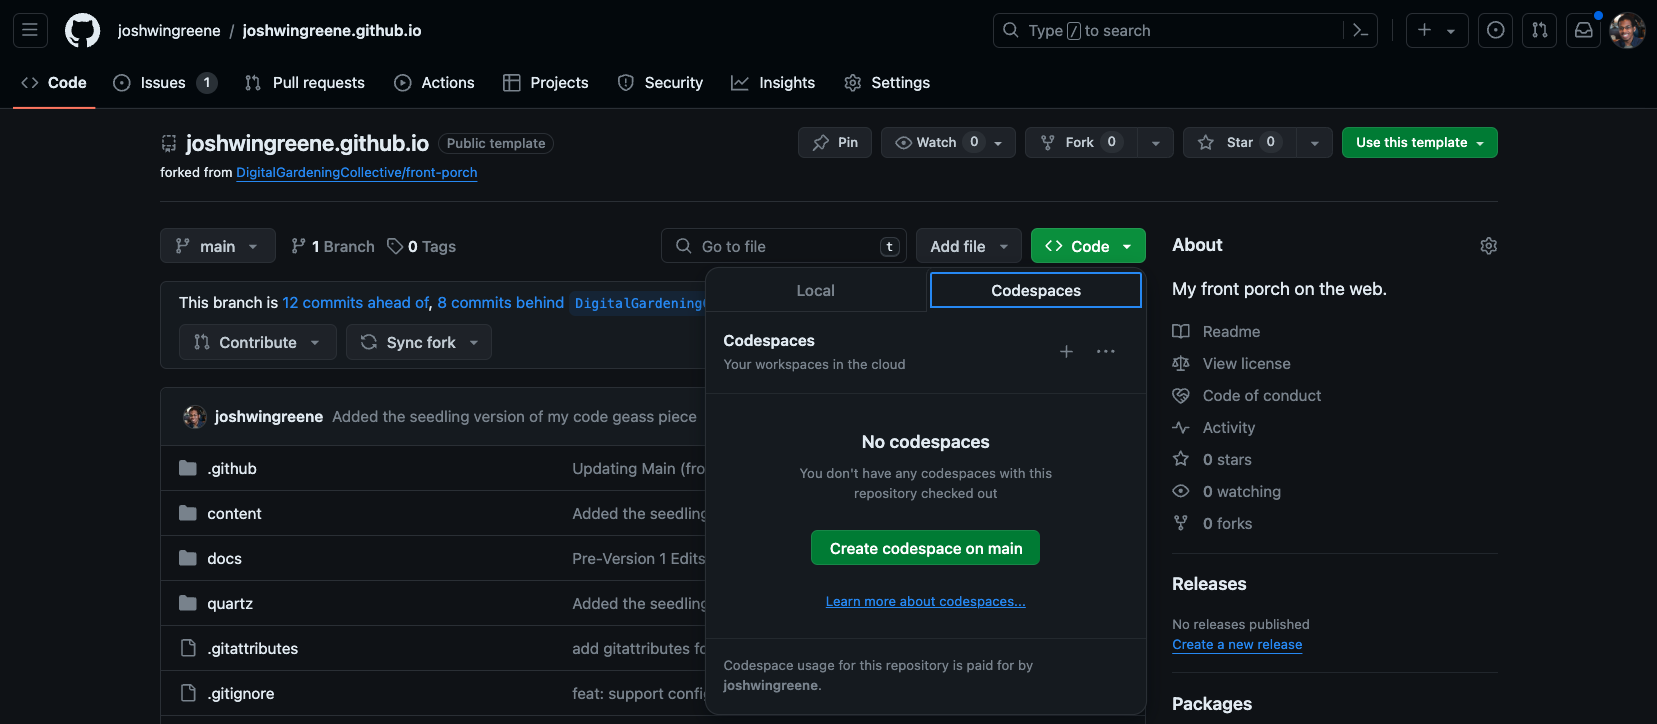 joshwingreene / joshwingreene.github.io
Type / to search
Code Issues 1 Pull requests Actions Projects Security Insights Settings
joshwingreene.github.io Public template
forked from DigitalGardeningCollective/front-porch
Pin Watch 0 Fork 0 Star 0 Use this template
main 1 Branch 0 Tags
Go to file t Add file Code
This branch is 12 commits ahead of, 8 commits behind DigitalGardening
Contribute Sync fork
joshwingreene Added the seedling version of my code geass piece
.github Updating Main (fro
content Added the seedling
docs Pre-Version 1 Edits
quartz Added the seedling
.gitattributes add gitattributes fo
.gitignore feat: support config
Local Codespaces
Codespaces
Your workspaces in the cloud
No codespaces
You don't have any codespaces with this
repository checked out
Create codespace on main
Learn more about codespaces...
Codespace usage for this repository is paid for by
joshwingreene.
About
My front porch on the web.
Readme
View license
Code of conduct
Activity
0 stars
0 watching
0 forks
Releases
No releases published
Create a new release
Packages